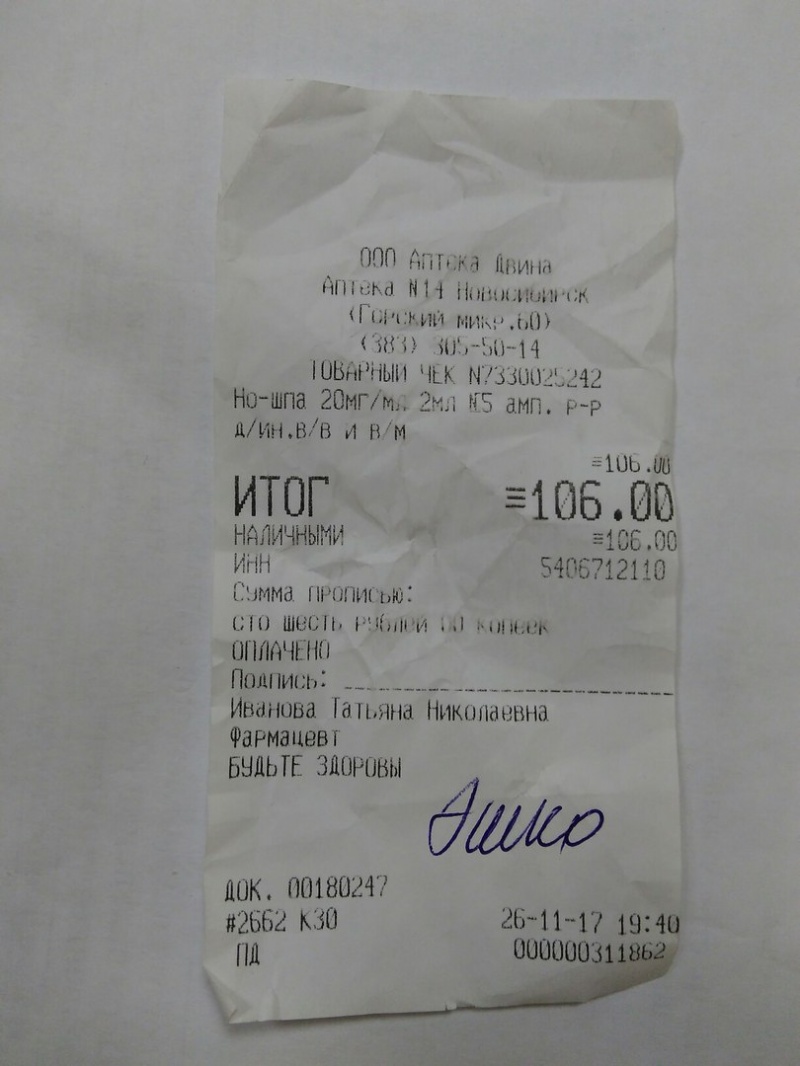 ООО Аптека Двина
Аптека N14 Новосибирск
(Горский микр.60)
(383) 305-50-14
ТОВАРНЫЙ ЧЕК N7330025242
Но-шпа 20мг/мл 2мл N5 амп. р-р
д/ин.в/в и в/м
≡106.00
ИТОГ ≡106.00
НАЛИЧНЫМИ ≡106.00
ИНН 5406712110
Сумма прописью:
сто шесть рублей 00 копеек
ОПЛАЧЕНО
Подпись:
Иванова Татьяна Николаевна
Фармацевт
БУДЬТЕ ЗДОРОВЫ
ДОК. 00180247
#2662 К30 26-11-17 19:40
ПД 000000311862